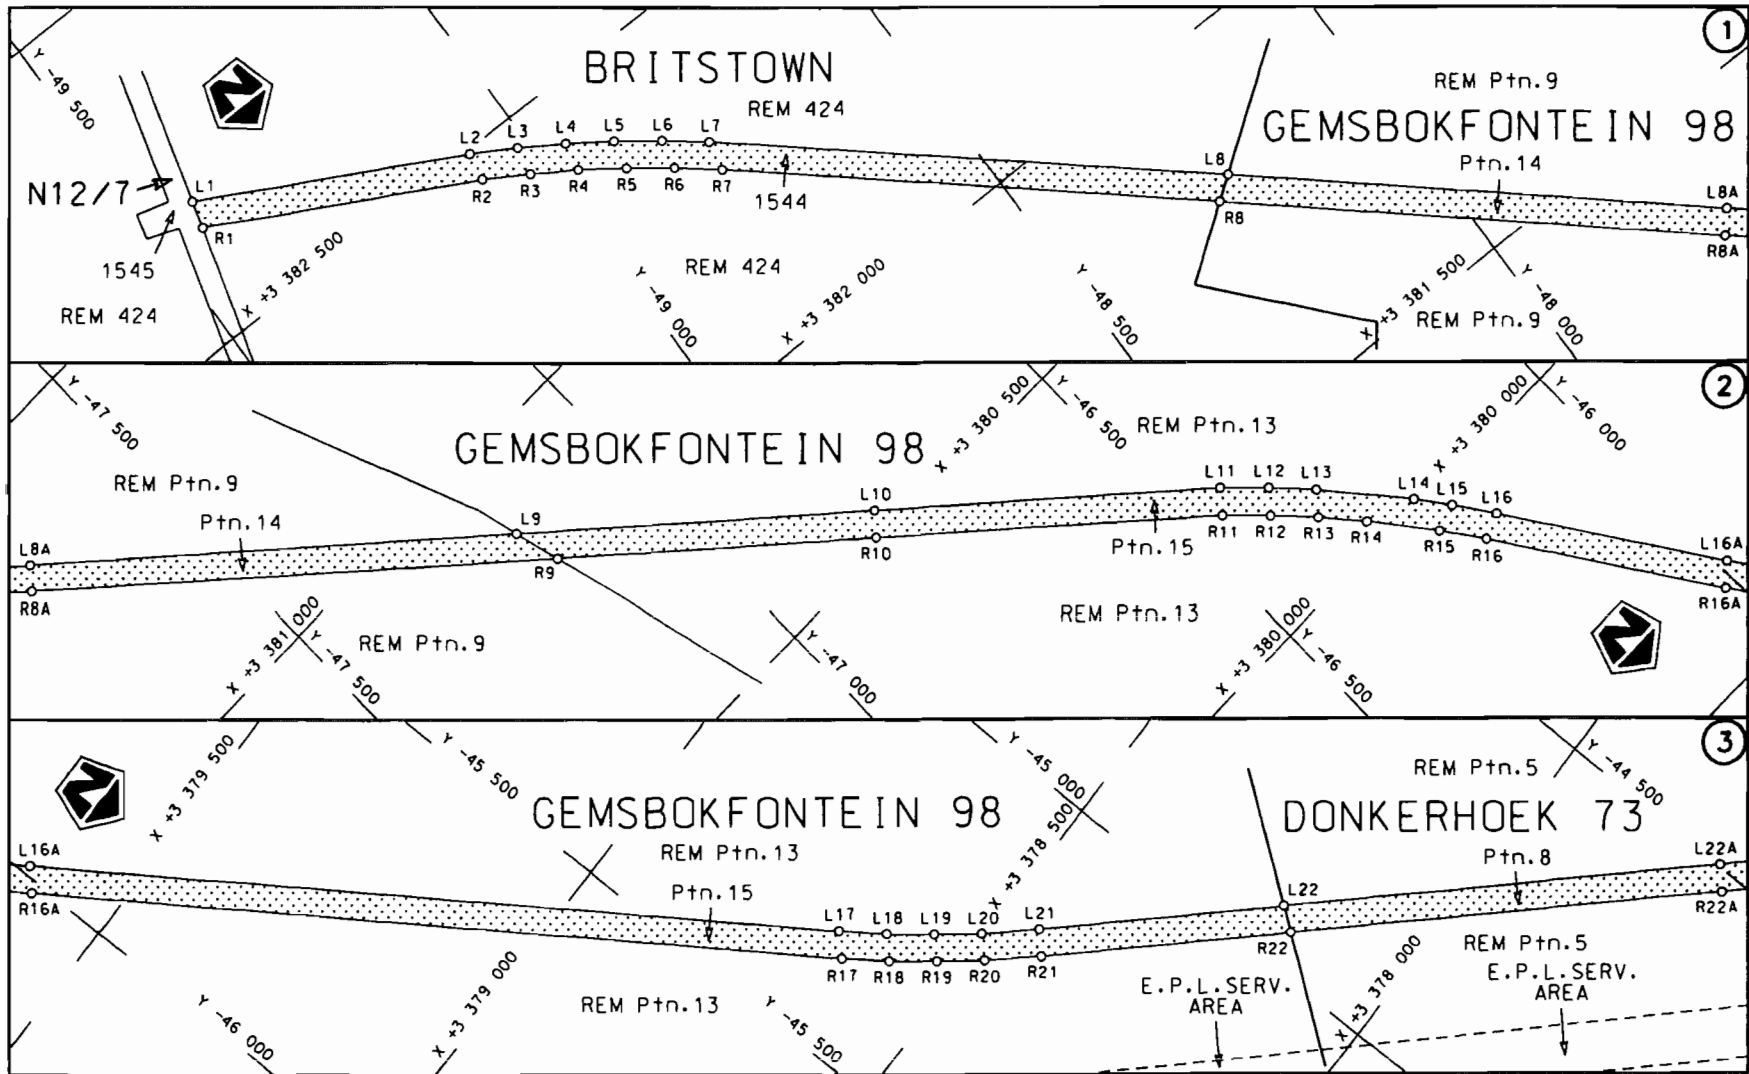 1
Y -49 500
BRITSTOWN
REM 424
REM Ptn.9
GEMSBOKFONTEIN 98
Ptn.14
N12/7
L1
L2
L3
L4
L5
L6
L7
L8
L8A
R1
R2
R3
R4
R5
R6
R7
R8
R8A
1544
1545
REM 424
X +3 382 500
REM 424
Y -49 000
X +3 382 000
Y -48 500
X +3 381 500
Y -48 000
REM Ptn.9
2
Y -47 500
GEMSBOKFONTEIN 98
X +3 380 500
Y -46 500
REM Ptn.13
X +3 380 000
Y -46 000
REM Ptn.9
Ptn.14
L8A
L9
L10
L11
L12
L13
L14
L15
L16
L16A
R8A
R9
R10
R11
R12
R13
R14
R15
R16
R16A
Ptn.15
X +3 381 000
Y -47 500
REM Ptn.9
Y -47 000
REM Ptn.13
X +3 380 000
Y -46 500
3
X +3 379 500
Y -45 500
GEMSBOKFONTEIN 98
REM Ptn.13
Ptn.15
Y -45 000
X +3 378 500
REM Ptn.5
Y -44 500
DONKERHOEK 73
Ptn.8
L16A
L17
L18
L19
L20
L21
L22
L22A
R16A
R17
R18
R19
R20
R21
R22
R22A
Y -46 000
X +3 379 000
REM Ptn.13
Y -45 500
E.P.L.SERV.
AREA
X +3 378 000
REM Ptn.5
E.P.L.SERV.
AREA